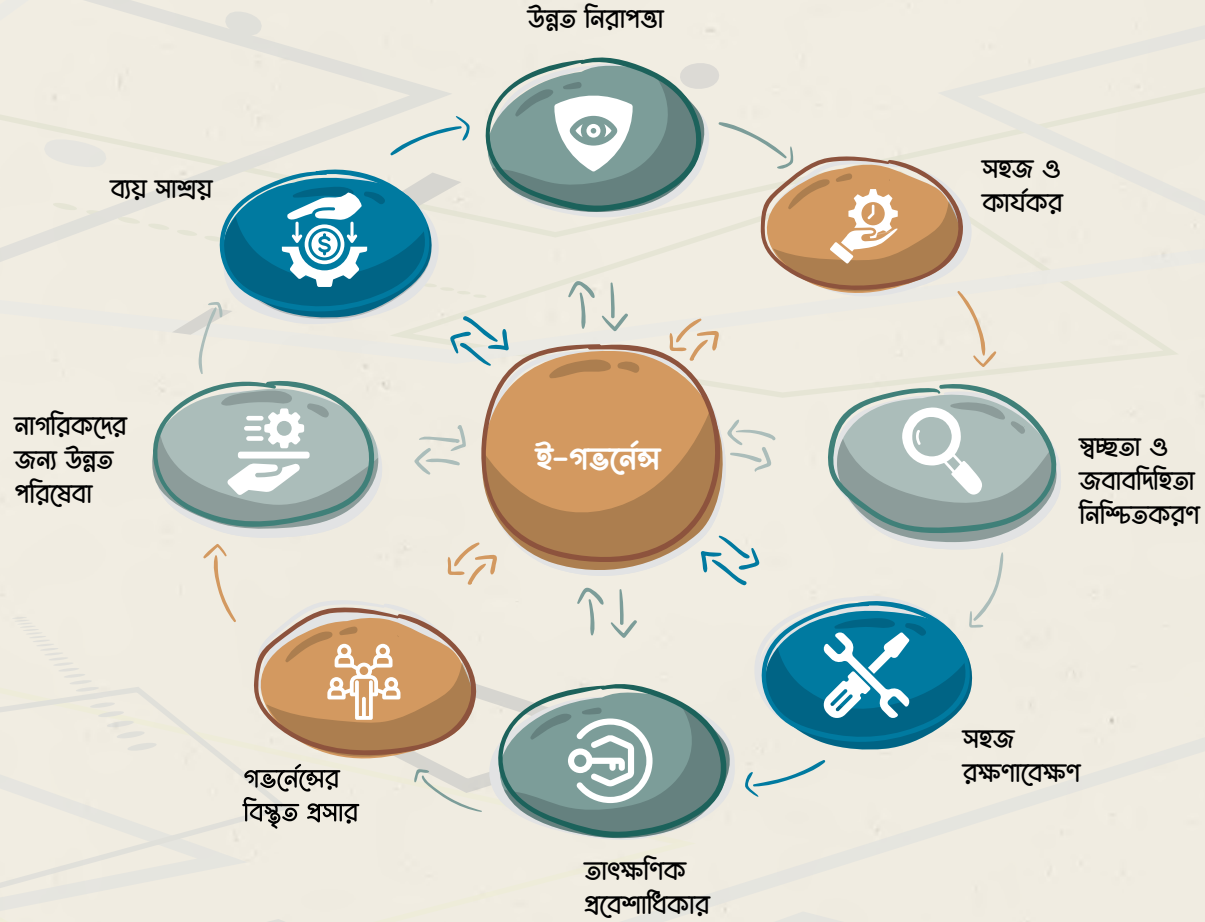 উন্নত নিরাপত্তা
সহজ ও
কার্যকর
স্বচ্ছতা ও
জবাবদিহিতা
নিশ্চিতকরণ
সহজ
রক্ষণাবেক্ষণ
তাৎক্ষণিক
প্রবেশাধিকার
গভর্নেন্সের
বিস্তৃত প্রসার
নাগরিকদের
জন্য উন্নত
পরিষেবা
ব্যয় সাশ্রয়
ই-গভর্নেন্স